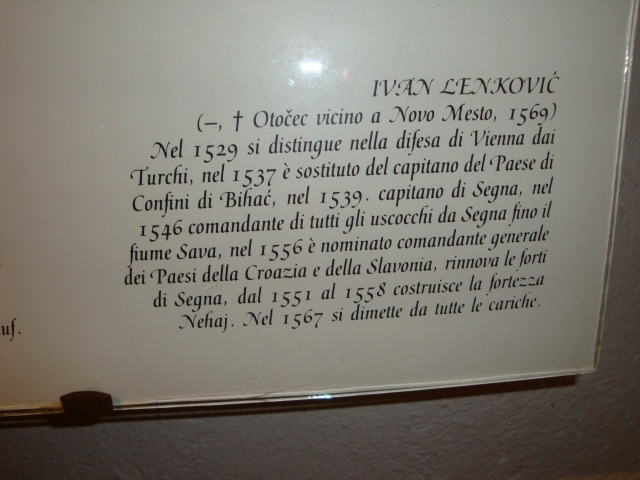 IVAN LENKOVIĆ
(–, † Otočec vicino a Novo Mesto, 1569)
Nel 1529 si distingue nella difesa di Vienna dai
Turchi, nel 1537 è sostituto del capitano del Paese di
Confini di Bihać, nel 1539. capitano di Segna, nel
1546 comandante di tutti gli uscocchi da Segna fino il
fiume Sava, nel 1556 è nominato comandante generale
dei Paesi della Croazia e della Slavonia, rinnova le forti
di Segna, dal 1551 al 1558 costruisce la fortezza
Nehaj. Nel 1567 si dimette da tutte le cariche.
uf.